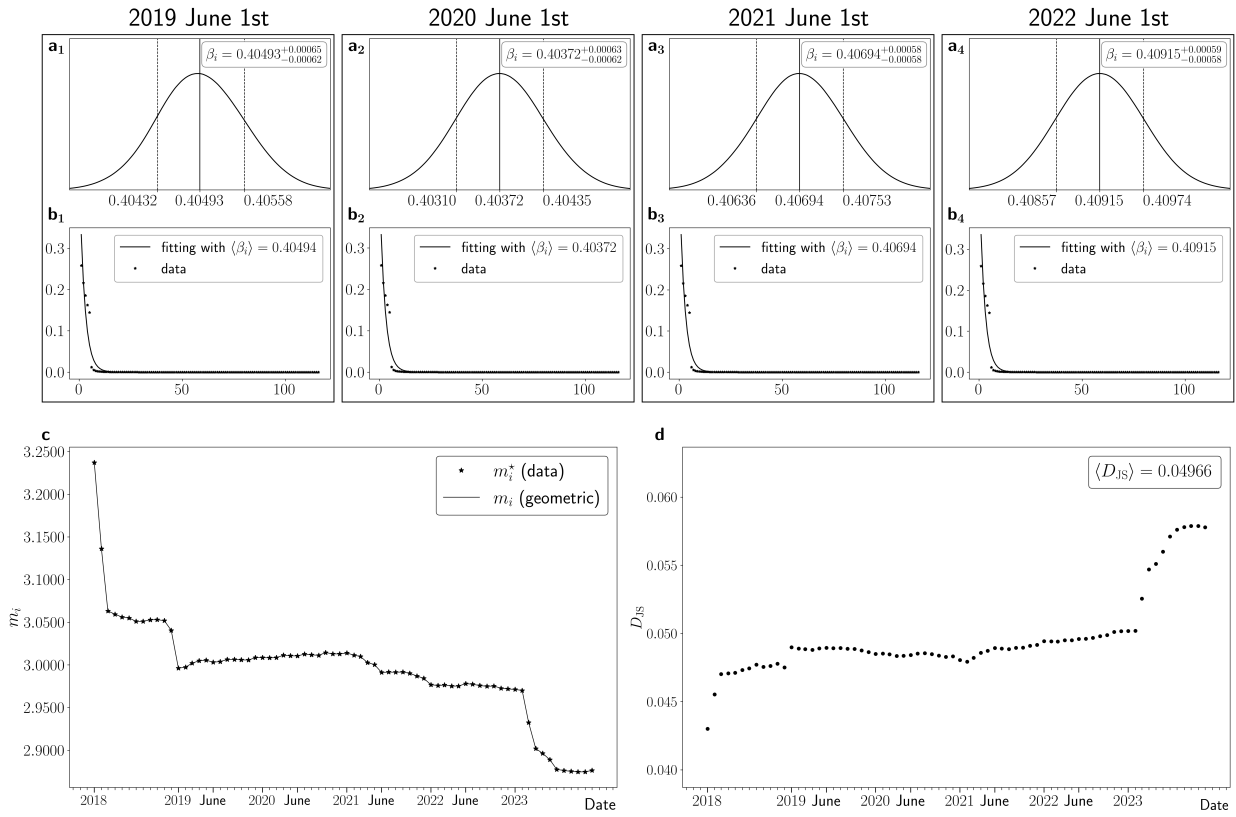 2019 June 1st 2020 June 1st 2021 June 1st 2022 June 1st
a₁ βᵢ = 0.40493 +0.00065 −0.00062
a₂ βᵢ = 0.40372 +0.00063 −0.00062
a₃ βᵢ = 0.40694 +0.00058 −0.00058
a₄ βᵢ = 0.40915 +0.00059 −0.00058
0.40432 0.40493 0.40558
0.40310 0.40372 0.40435
0.40636 0.40694 0.40753
0.40857 0.40915 0.40974
b₁
0.3
0.2
0.1
0.0
fitting with ⟨βᵢ⟩ = 0.40494
data
0 50 100
b₂
0.3
0.2
0.1
0.0
fitting with ⟨βᵢ⟩ = 0.40372
data
0 50 100
b₃
0.3
0.2
0.1
0.0
fitting with ⟨βᵢ⟩ = 0.40694
data
0 50 100
b₄
0.3
0.2
0.1
0.0
fitting with ⟨βᵢ⟩ = 0.40915
data
0 50 100
c
3.2500
3.2000
3.1500
3.1000
3.0500
3.0000
2.9500
2.9000
mᵢ
mᵢ⋆ (data)
mᵢ (geometric)
2018 2019 June 2020 June 2021 June 2022 June 2023
Date
d
0.060
0.055
0.050
0.045
0.040
D_JS
⟨D_JS⟩ = 0.04966
2018 2019 June 2020 June 2021 June 2022 June 2023
Date